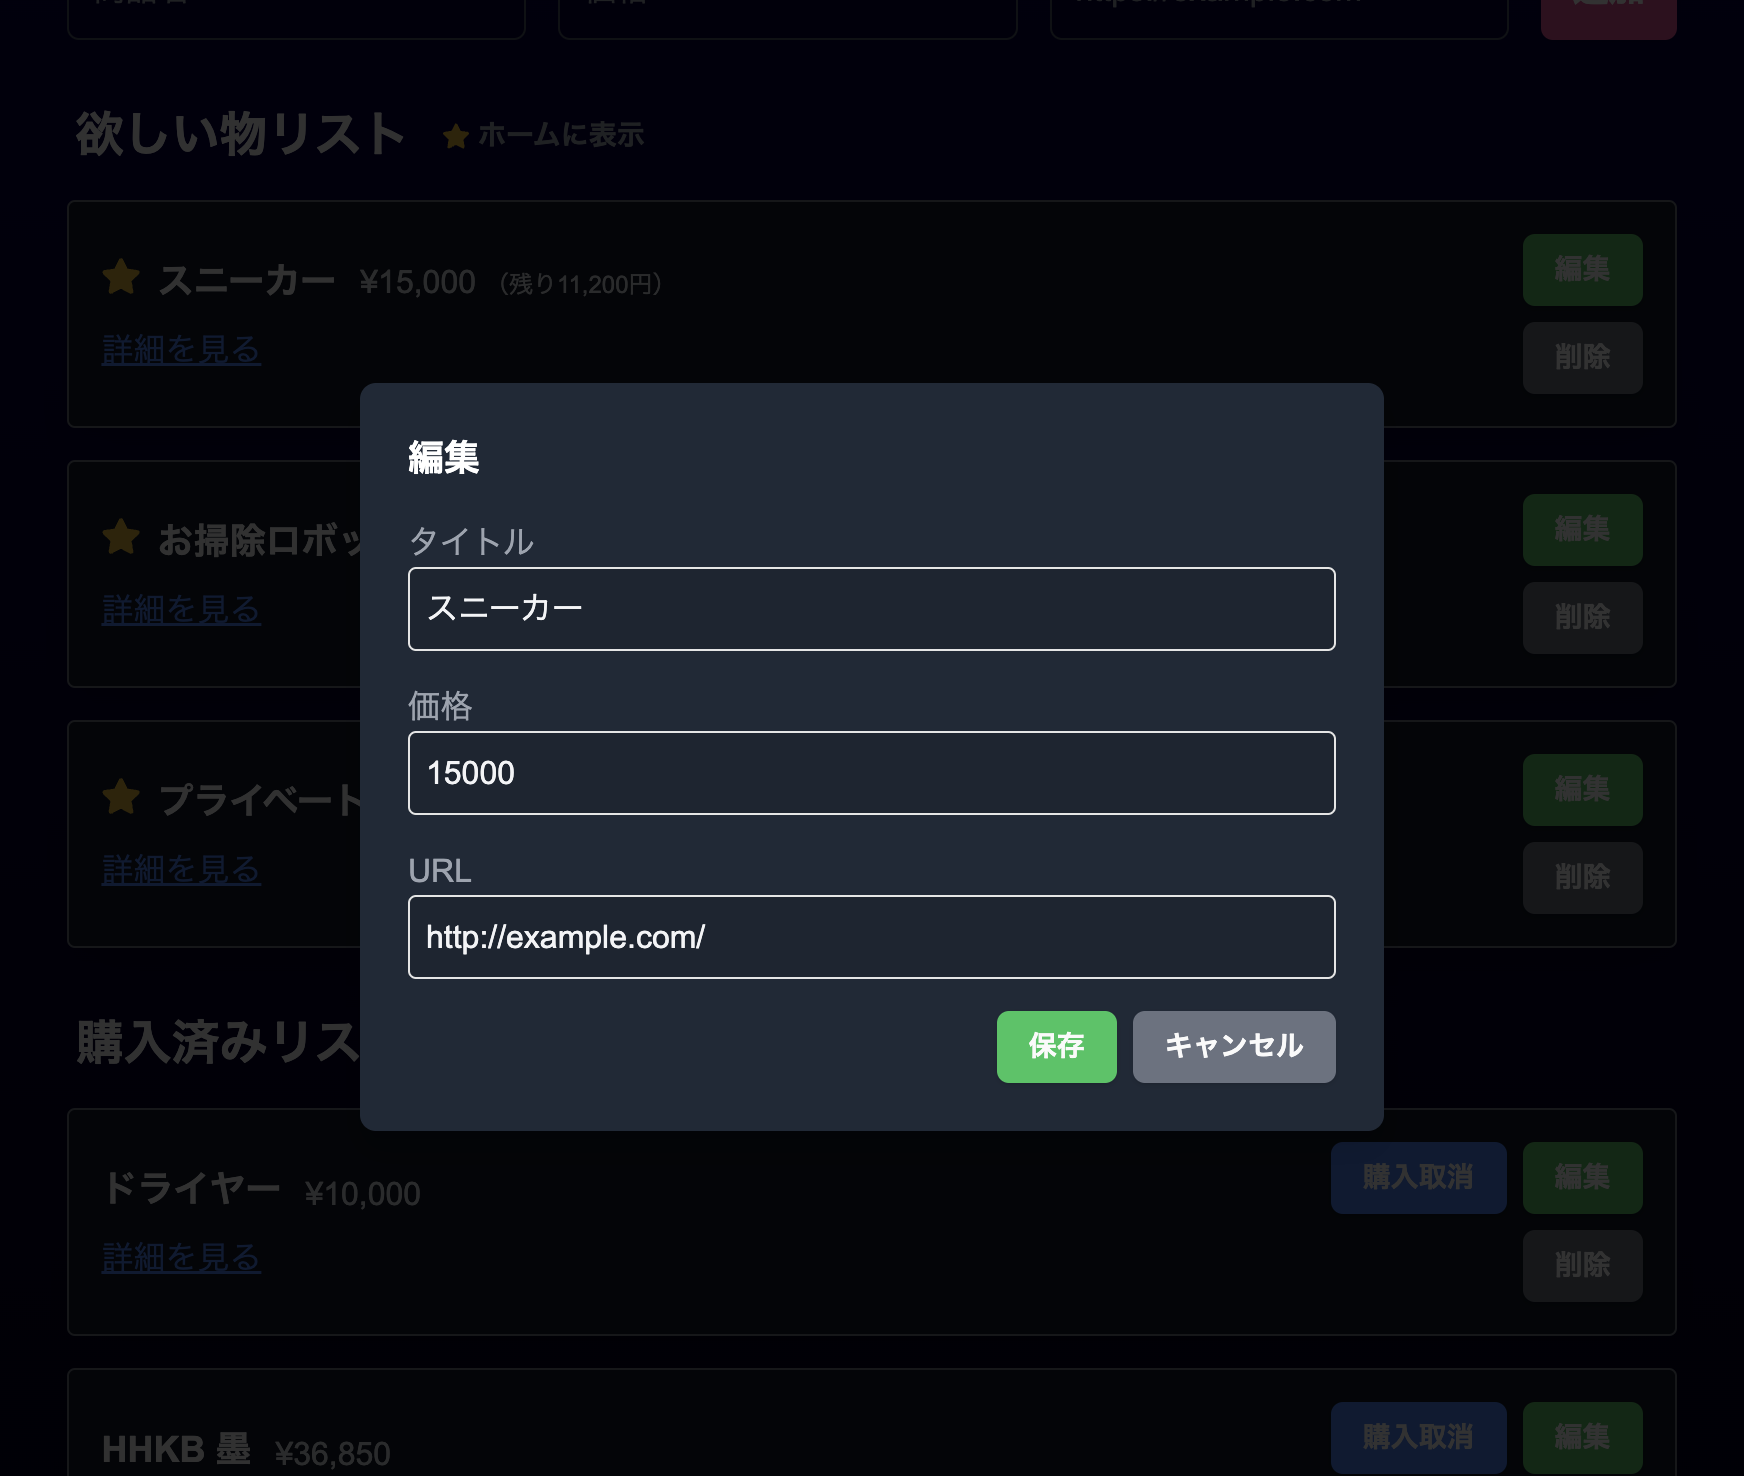 欲しい物リスト ホームに表示
スニーカー ¥15,000 （残り11,200円）
編集
詳細を見る
削除
お掃除ロボッ
編集
詳細を見る
削除
プライベート
編集
詳細を見る
削除
編集
タイトル
スニーカー
価格
15000
URL
http://example.com/
保存 キャンセル
購入済みリス
ドライヤー ¥10,000
購入取消 編集
詳細を見る
削除
HHKB 墨 ¥36,850
購入取消 編集